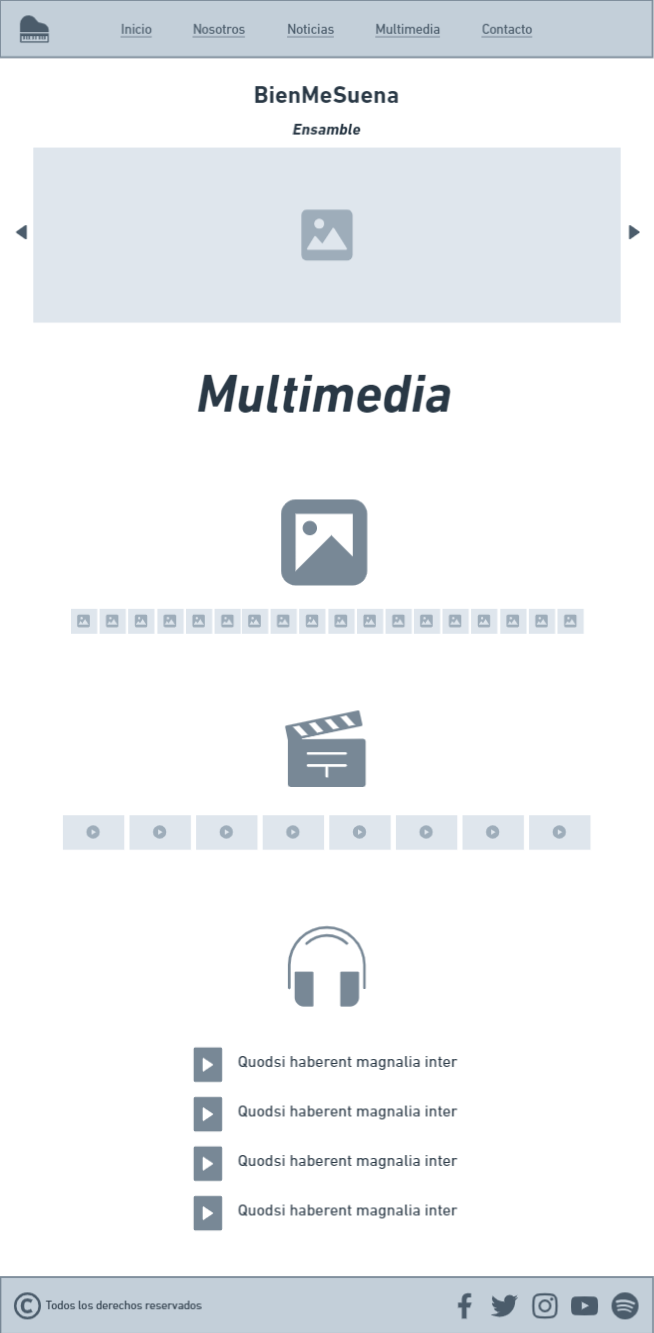 Inicio Nosotros Noticias Multimedia Contacto
BienMeSuena
Ensamble
Multimedia
Quodsi haberent magnalia inter
Quodsi haberent magnalia inter
Quodsi haberent magnalia inter
Quodsi haberent magnalia inter
© Todos los derechos reservados